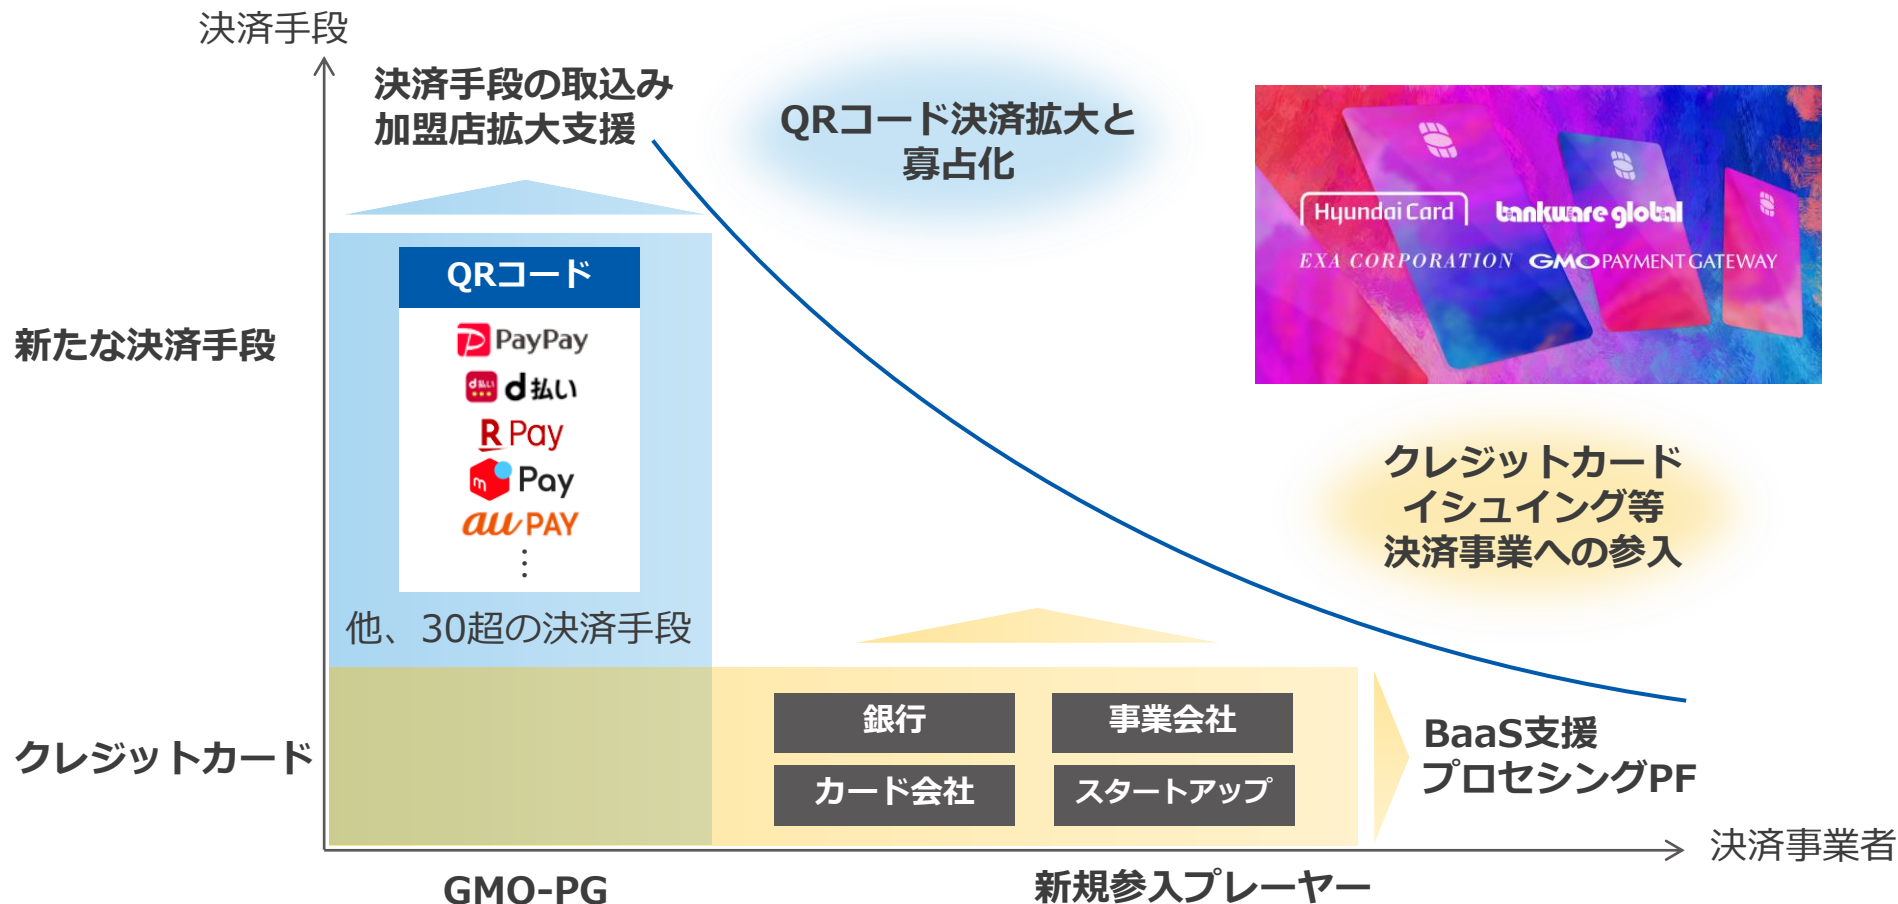 決済手段
決済手段の取込み
加盟店拡大支援
QRコード決済拡大と
寡占化
Hyundai Card
bankware global
EXA CORPORATION
GMO PAYMENT GATEWAY
新たな決済手段
QRコード
PayPay
d払い
d払い
R Pay
m Pay
au PAY
⋮
他、30超の決済手段
クレジットカード
イシュイング等
決済事業への参入
クレジットカード
銀行
事業会社
カード会社
スタートアップ
BaaS支援
プロセシングPF
決済事業者
GMO-PG
新規参入プレーヤー